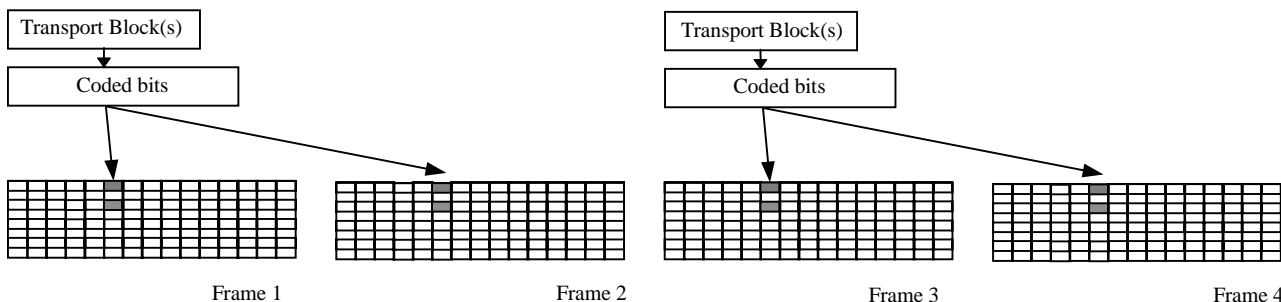 Transport Block(s)
Transport Block(s)
Coded bits
Coded bits
Frame 1
Frame 2
Frame 3
Frame 4